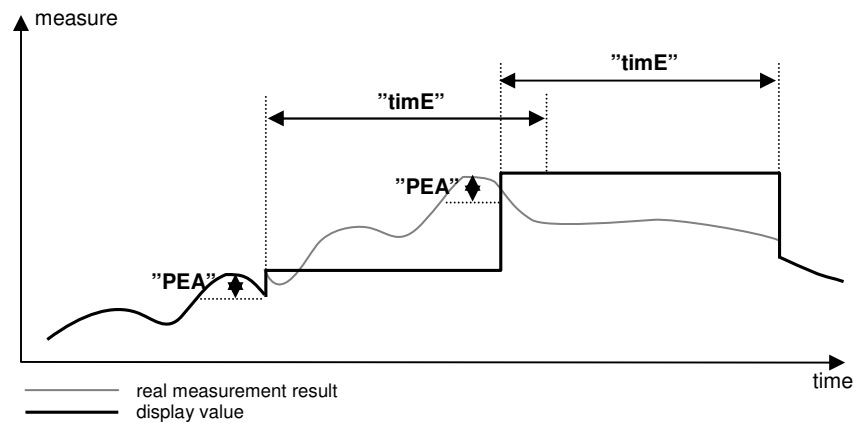 measure
”timE”
”timE”
”PEA”
”PEA”
time
real measurement result
display value